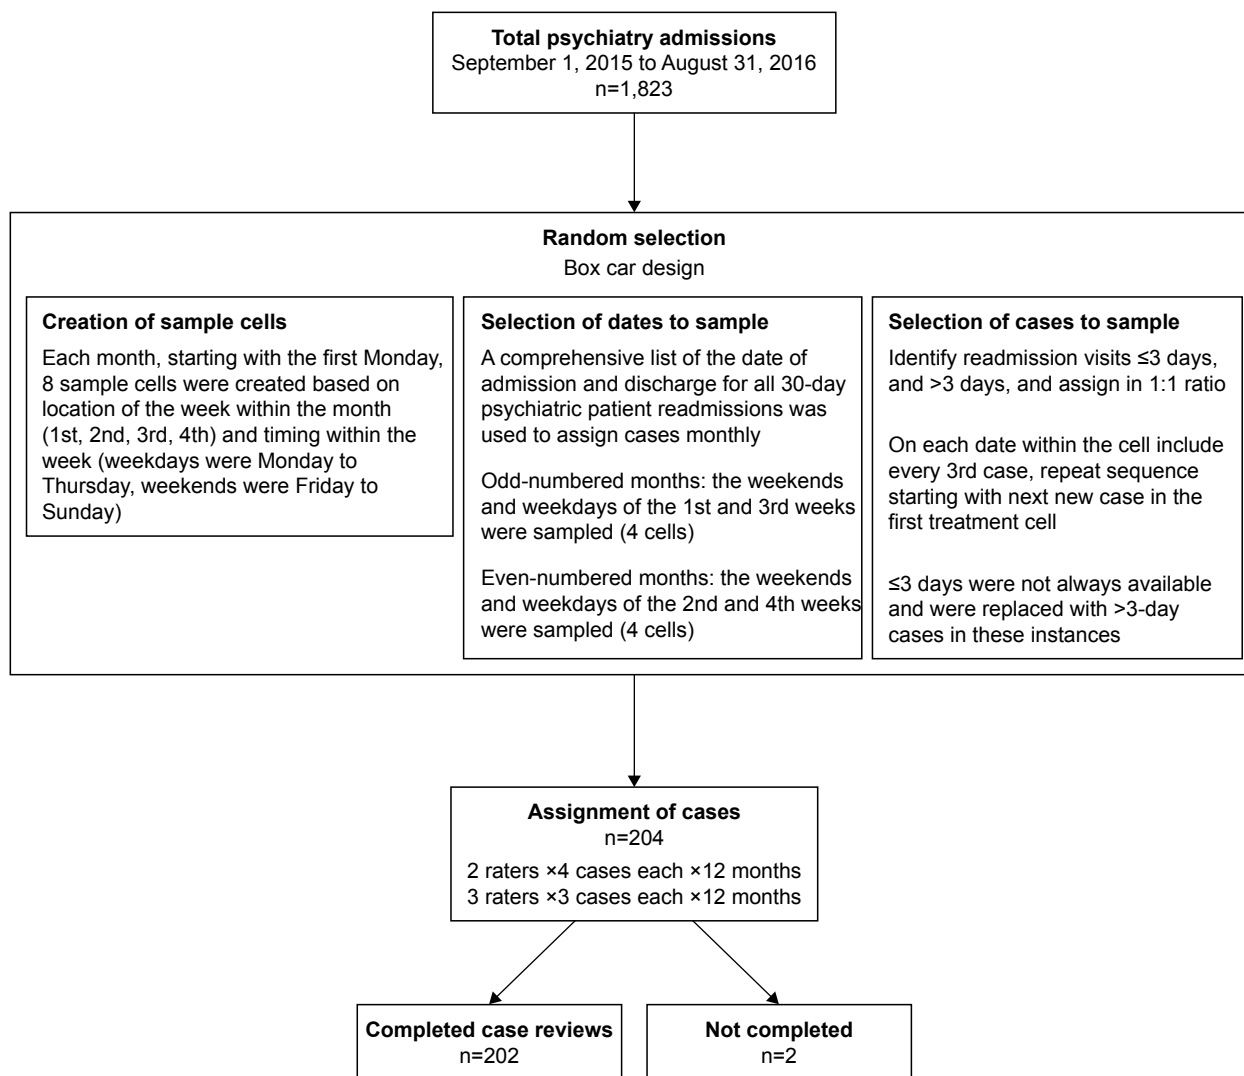 Total psychiatry admissions
September 1, 2015 to August 31, 2016
n=1,823
Random selection
Box car design
Creation of sample cells
Each month, starting with the first Monday,
8 sample cells were created based on
location of the week within the month
(1st, 2nd, 3rd, 4th) and timing within the
week (weekdays were Monday to
Thursday, weekends were Friday to
Sunday)
Selection of dates to sample
A comprehensive list of the date of
admission and discharge for all 30-day
psychiatric patient readmissions was
used to assign cases monthly
Odd-numbered months: the weekends
and weekdays of the 1st and 3rd weeks
were sampled (4 cells)
Even-numbered months: the weekends
and weekdays of the 2nd and 4th weeks
were sampled (4 cells)
Selection of cases to sample
Identify readmission visits ≤3 days,
and >3 days, and assign in 1:1 ratio
On each date within the cell include
every 3rd case, repeat sequence
starting with next new case in the
first treatment cell
≤3 days were not always available
and were replaced with >3-day
cases in these instances
Assignment of cases
n=204
2 raters ×4 cases each ×12 months
3 raters ×3 cases each ×12 months
Completed case reviews
n=202
Not completed
n=2